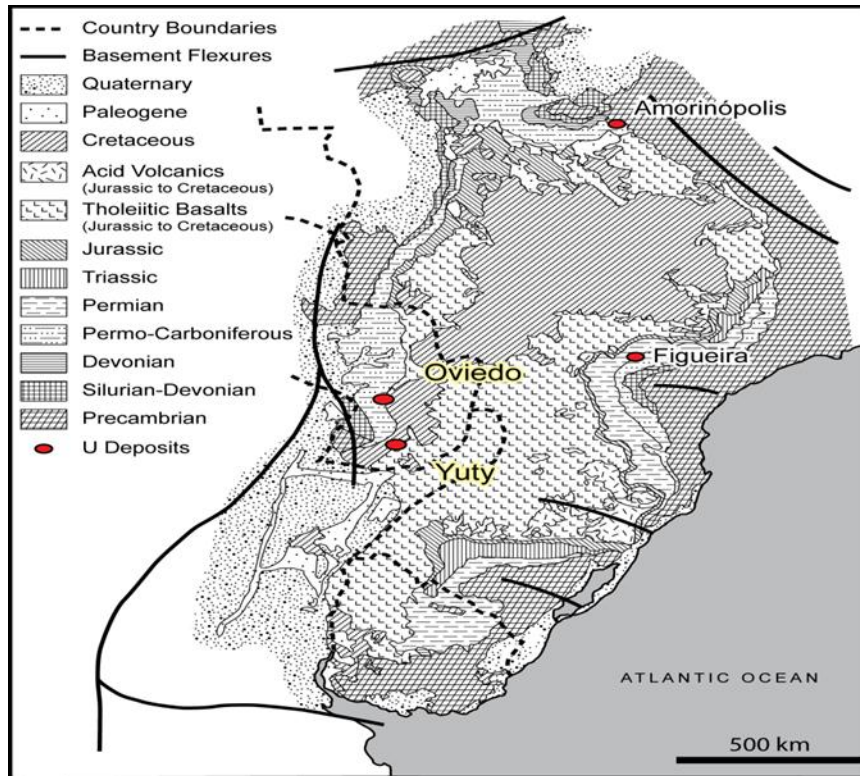 Country Boundaries
Basement Flexures
Quaternary
Paleogene
Cretaceous
Acid Volcanics
(Jurassic to Cretaceous)
Tholeiitic Basalts
(Jurassic to Cretaceous)
Jurassic
Triassic
Permian
Permo-Carboniferous
Devonian
Silurian-Devonian
Precambrian
U Deposits
Amorinópolis
Figueira
Oviedo
Yuty
ATLANTIC OCEAN
500 km